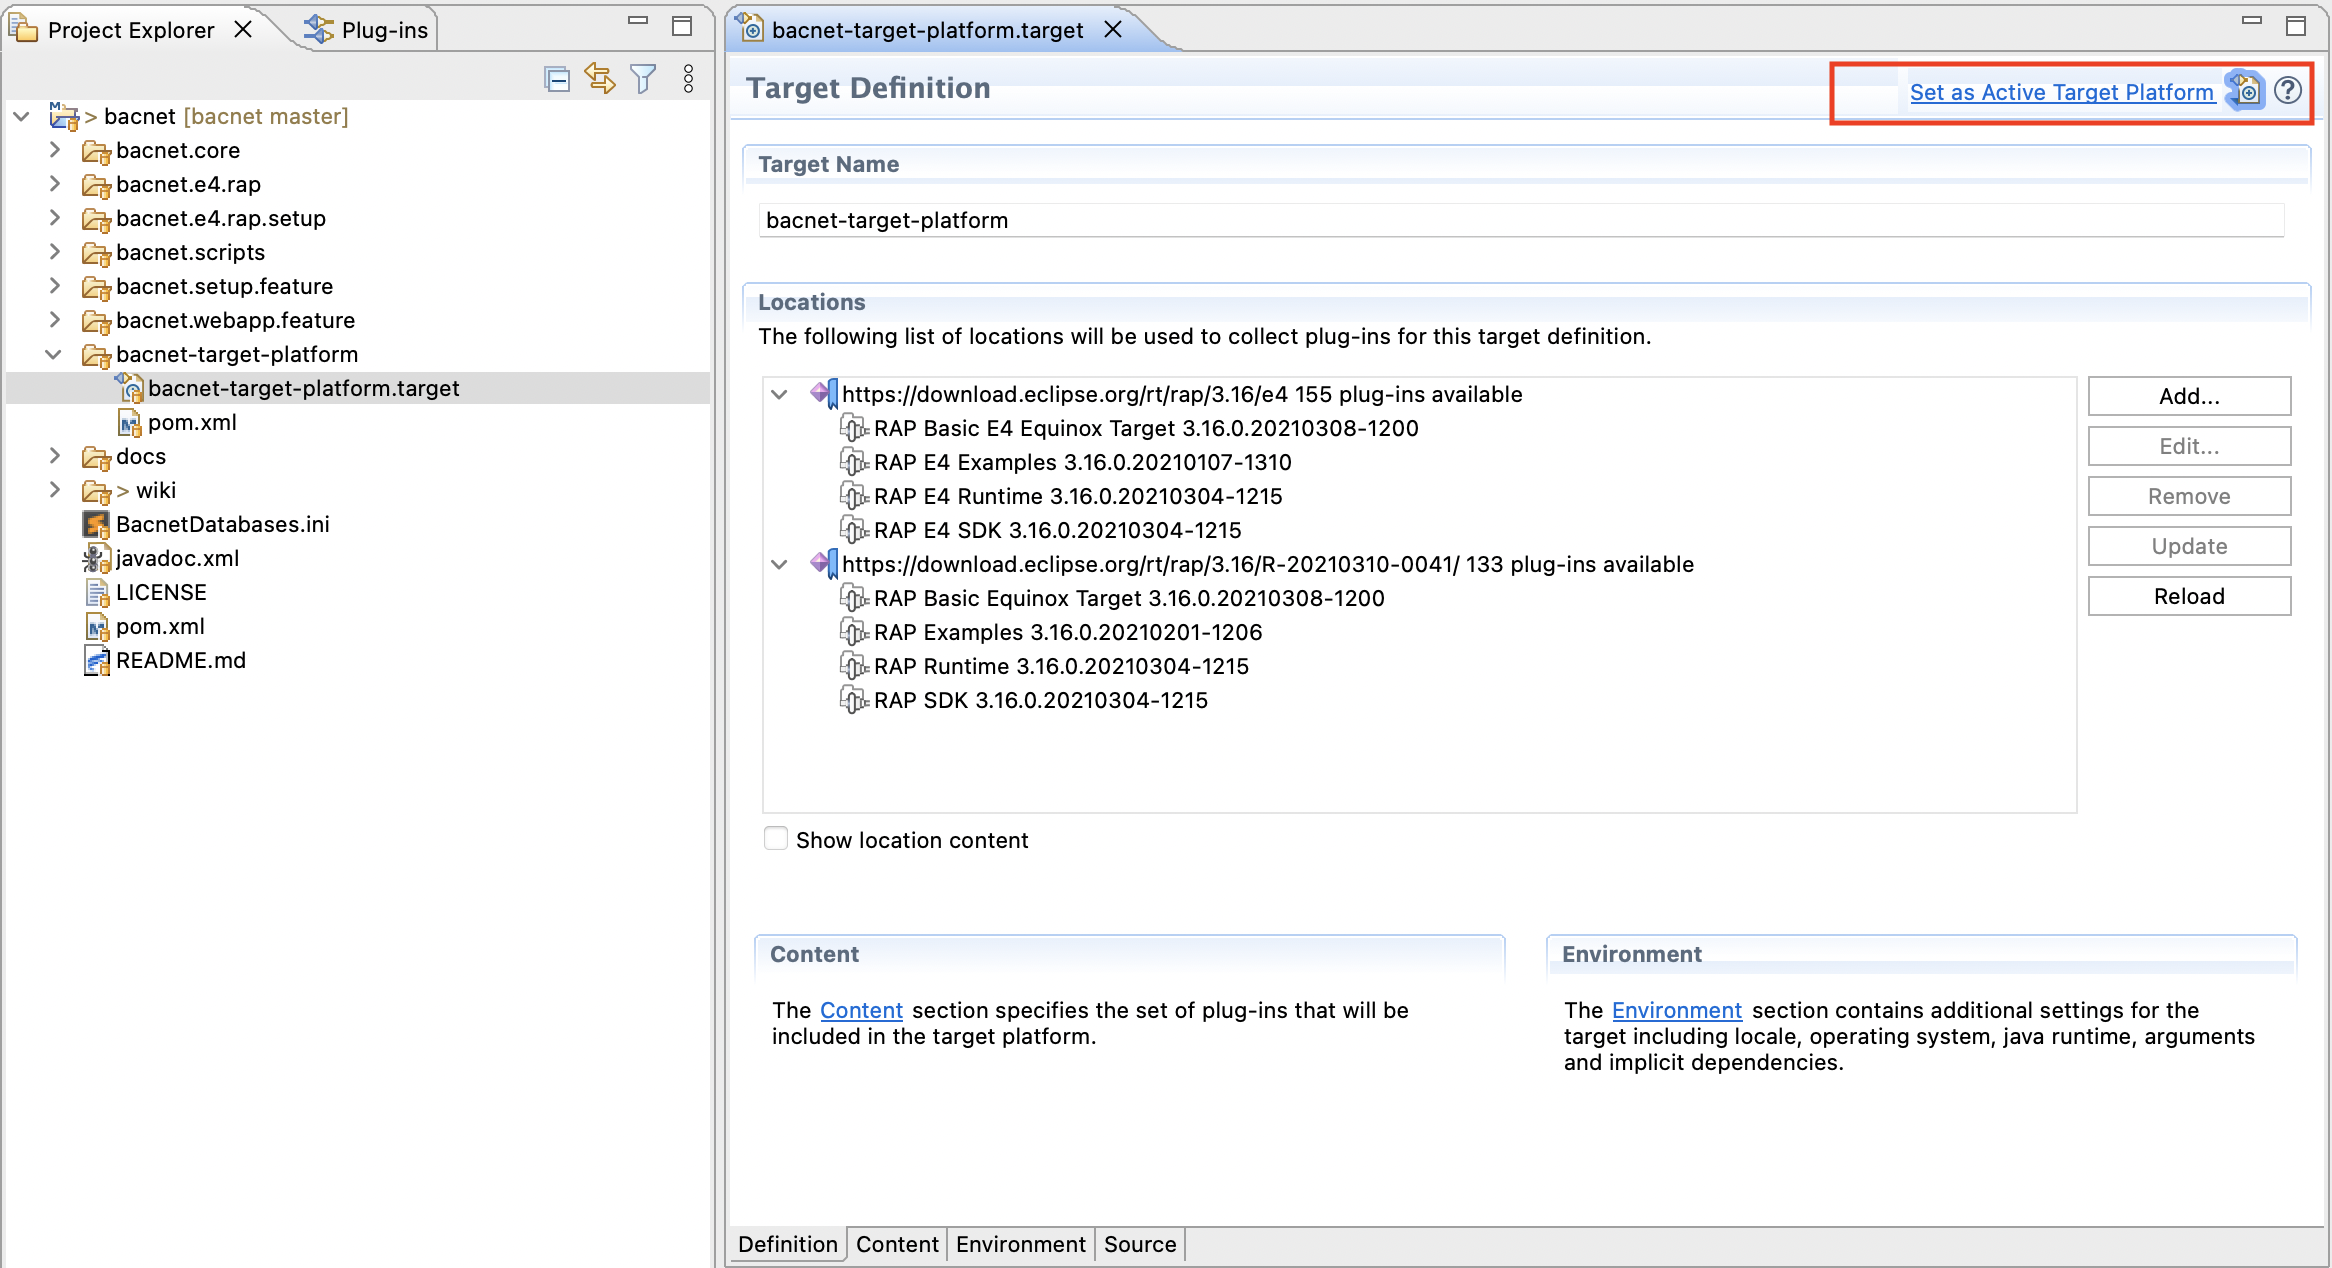 Project Explorer
Plug-ins
> bacnet [bacnet master]
bacnet.core
bacnet.e4.rap
bacnet.e4.rap.setup
bacnet.scripts
bacnet.setup.feature
bacnet.webapp.feature
bacnet-target-platform
bacnet-target-platform.target
pom.xml
docs
> wiki
BacnetDatabases.ini
javadoc.xml
LICENSE
pom.xml
README.md
bacnet-target-platform.target
Target Definition
Set as Active Target Platform
Target Name
bacnet-target-platform
Locations
The following list of locations will be used to collect plug-ins for this target definition.
https://download.eclipse.org/rt/rap/3.16/e4 155 plug-ins available
RAP Basic E4 Equinox Target 3.16.0.20210308-1200
RAP E4 Examples 3.16.0.20210107-1310
RAP E4 Runtime 3.16.0.20210304-1215
RAP E4 SDK 3.16.0.20210304-1215
https://download.eclipse.org/rt/rap/3.16/R-20210310-0041/ 133 plug-ins available
RAP Basic Equinox Target 3.16.0.20210308-1200
RAP Examples 3.16.0.20210201-1206
RAP Runtime 3.16.0.20210304-1215
RAP SDK 3.16.0.20210304-1215
Add...
Edit...
Remove
Update
Reload
Show location content
Content
The Content section specifies the set of plug-ins that will be
included in the target platform.
Environment
The Environment section contains additional settings for the
target including locale, operating system, java runtime, arguments
and implicit dependencies.
Definition
Content
Environment
Source